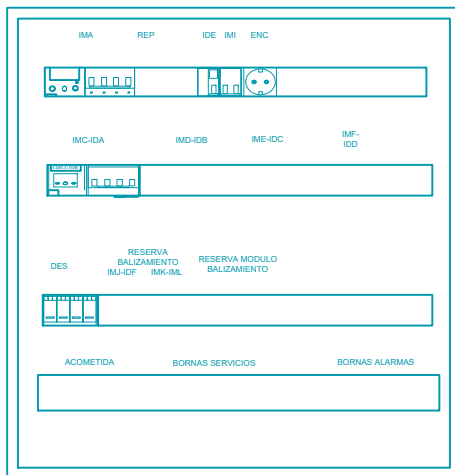 IMA REP IDE IMI ENC
IMC-IDA IMD-IDB IME-IDC IMF-
IDD
RESERVA
DES BALIZAMIENTO RESERVA MODULO
IMJ-IDF IMK-IML BALIZAMIENTO
ACOMETIDA BORNAS SERVICIOS BORNAS ALARMAS